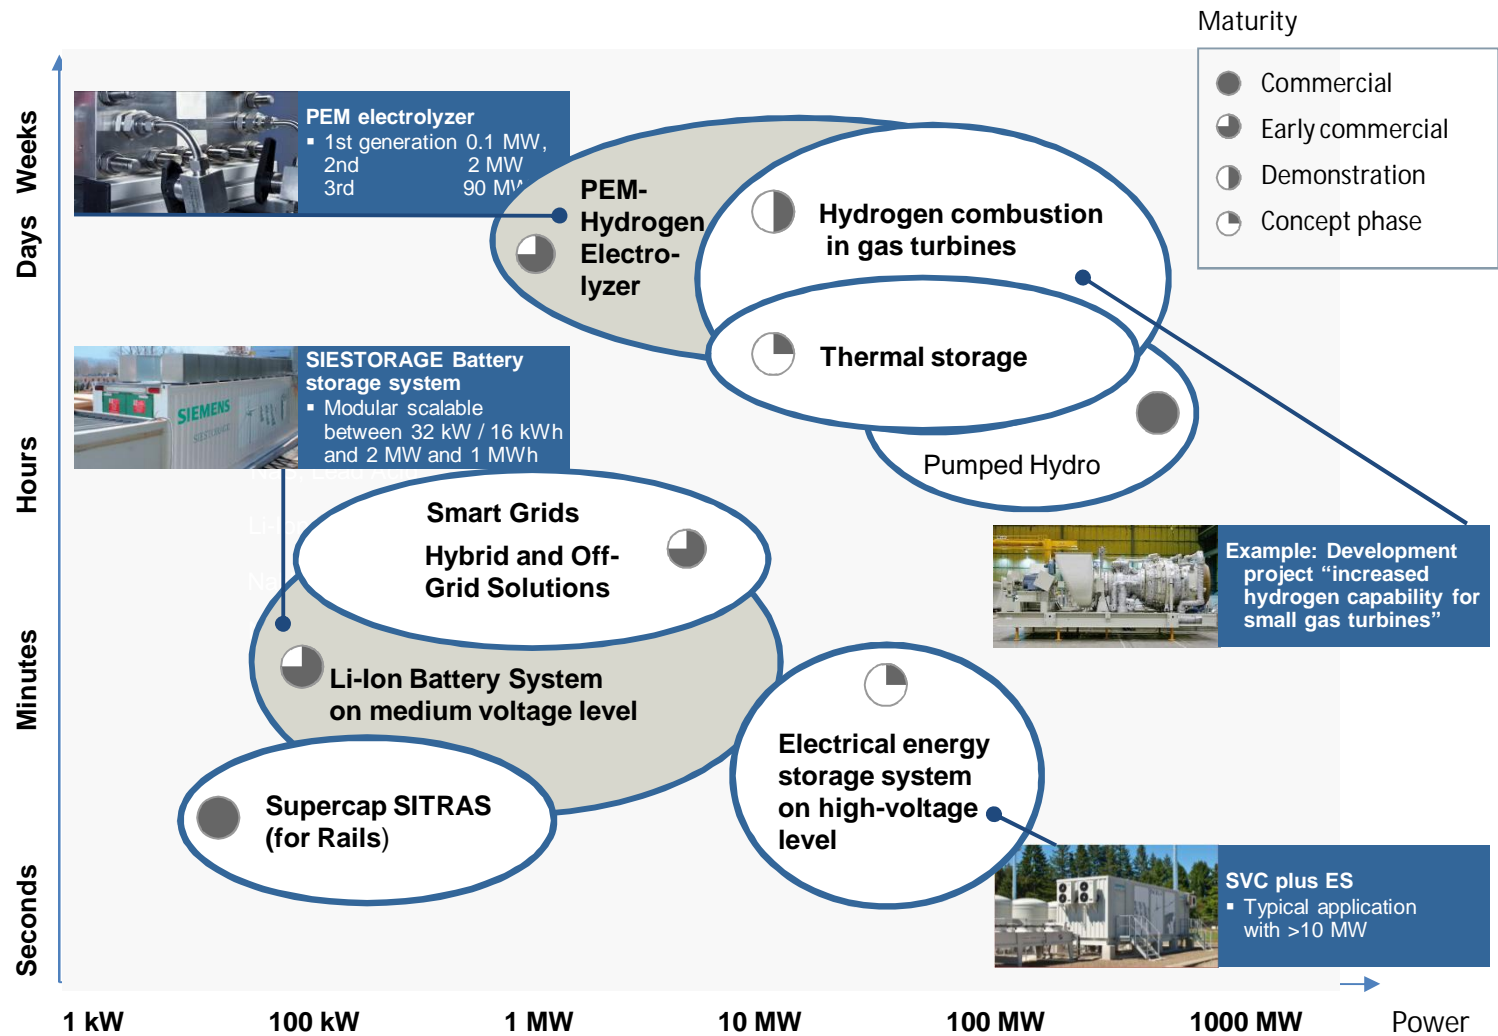 Maturity
Commercial
Early commercial
Demonstration
Concept phase
Weeks
Days
Hours
Minutes
Seconds
PEM electrolyzer
▪ 1st generation 0.1 MW,
2nd 2 MW
3rd 90 MW
PEM-
Hydrogen
Electro-
lyzer
Hydrogen combustion
in gas turbines
Thermal storage
Pumped Hydro
SIESTORAGE Battery
storage system
▪ Modular scalable
between 32 kW / 16 kWh
and 2 MW and 1 MWh
SIEMENS
SIESTORAGE
Smart Grids
Hybrid and Off-
Grid Solutions
Li-Ion Battery System
on medium voltage level
Supercap SITRAS
(for Rails)
Electrical energy
storage system
on high-voltage
level
Example: Development
project “increased
hydrogen capability for
small gas turbines”
SVC plus ES
▪ Typical application
with >10 MW
1 kW 100 kW 1 MW 10 MW 100 MW 1000 MW Power